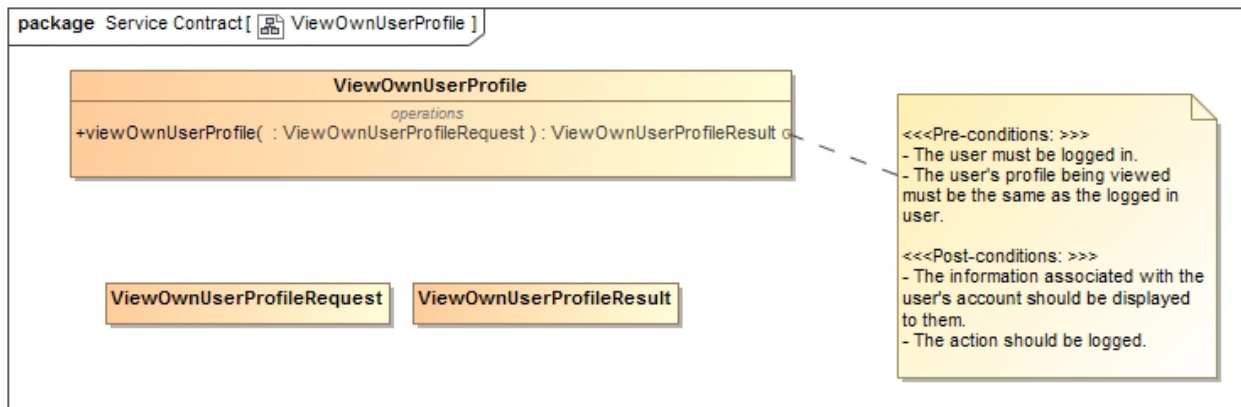 package Service Contract [ ViewOwnUserProfile ]
ViewOwnUserProfile
operations
+viewOwnUserProfile( : ViewOwnUserProfileRequest ) : ViewOwnUserProfileResult
<<<Pre-conditions: >>>
- The user must be logged in.
- The user's profile being viewed
must be the same as the logged in
user.
<<<Post-conditions: >>>
- The information associated with the
user's account should be displayed
to them.
- The action should be logged.
ViewOwnUserProfileRequest
ViewOwnUserProfileResult